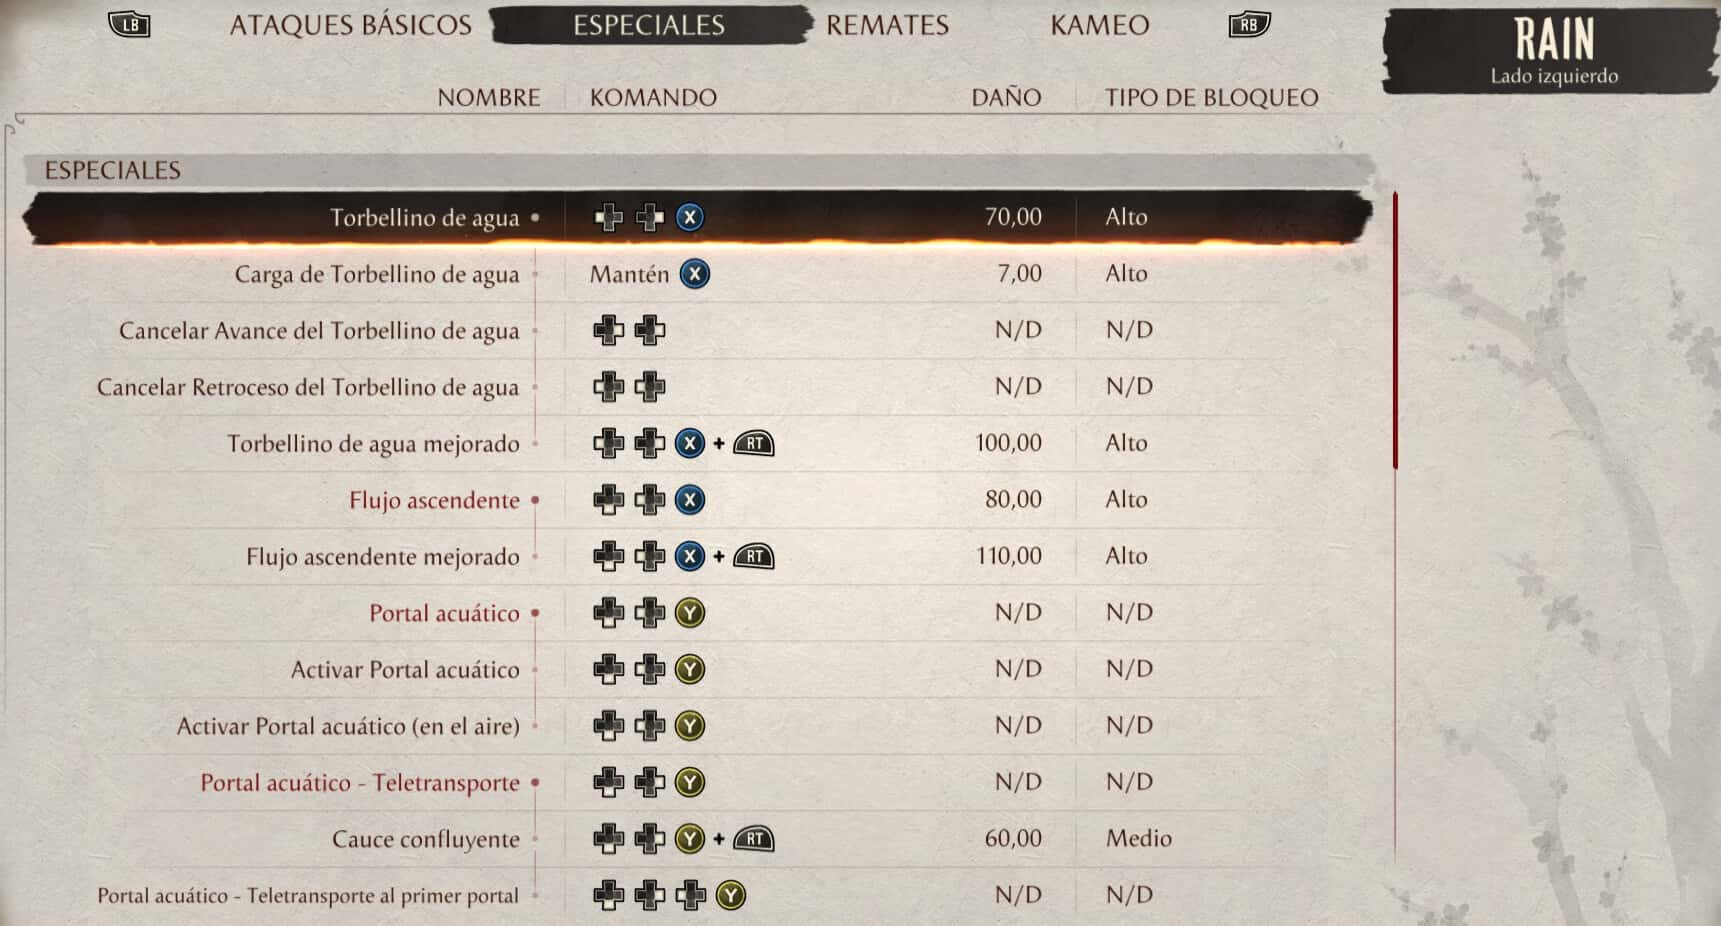 LB ATAQUES BÁSICOS ESPECIALES REMATES KAMEO RB
RAIN
Lado izquierdo
NOMBRE KOMANDO DAÑO TIPO DE BLOQUEO
ESPECIALES
Torbellino de agua X 70,00 Alto
Carga de Torbellino de agua Mantén X 7,00 Alto
Cancelar Avance del Torbellino de agua N/D N/D
Cancelar Retroceso del Torbellino de agua N/D N/D
Torbellino de agua mejorado X + RT 100,00 Alto
Flujo ascendente X 80,00 Alto
Flujo ascendente mejorado X + RT 110,00 Alto
Portal acuático Y N/D N/D
Activar Portal acuático Y N/D N/D
Activar Portal acuático (en el aire) Y N/D N/D
Portal acuático - Teletransporte Y N/D N/D
Cauce confluyente Y + RT 60,00 Medio
Portal acuático - Teletransporte al primer portal Y N/D N/D